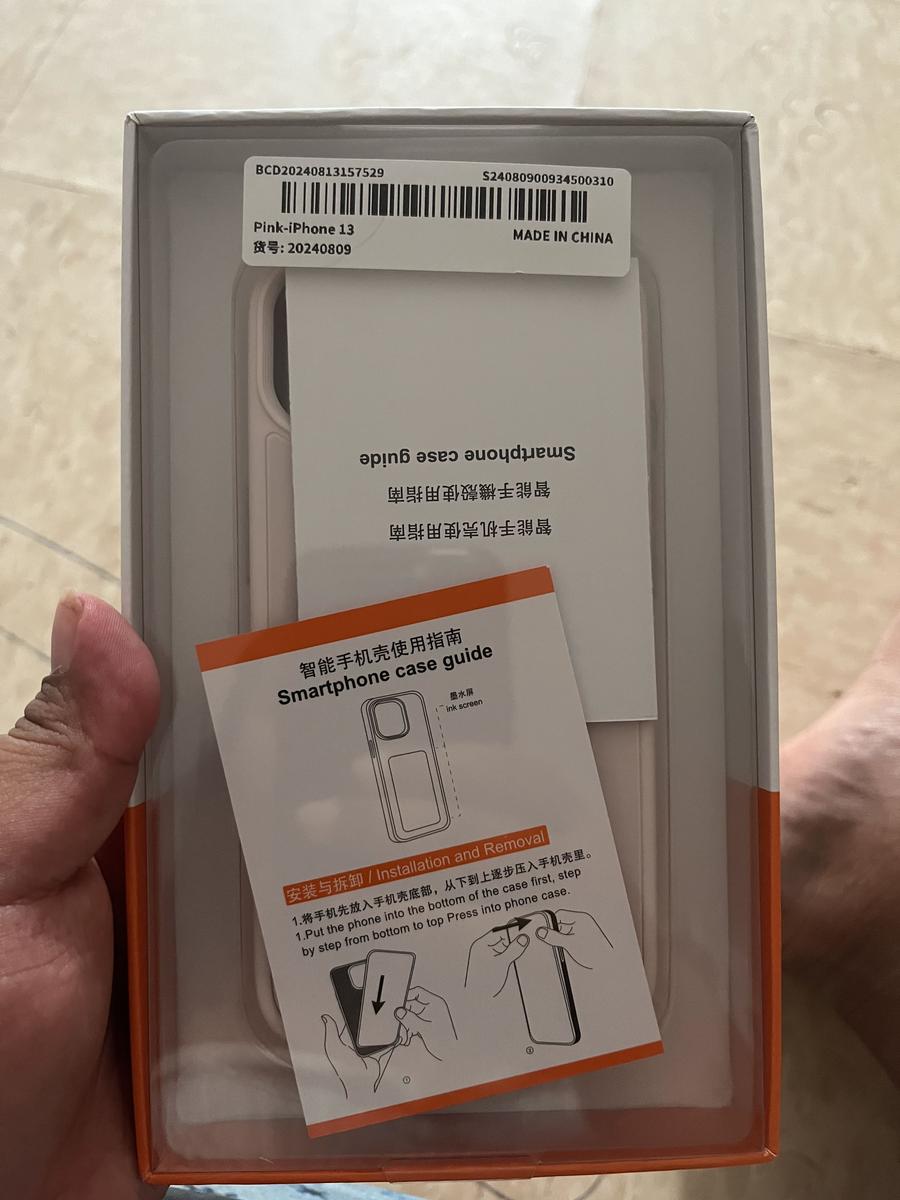 BCD20240813157529
S24080900934500310
Pink-iPhone 13
MADE IN CHINA
货号: 20240809
智能手机壳使用指南
智能手機殼使用指南
Smartphone case guide
智能手机壳使用指南
Smartphone case guide
墨水屏
ink screen
安装与拆卸 / Installation and Removal
1.将手机先放入手机壳底部，从下到上逐步压入手机壳里。
1.Put the phone into the bottom of the case first, step
by step from bottom to top Press into phone case.
①
②